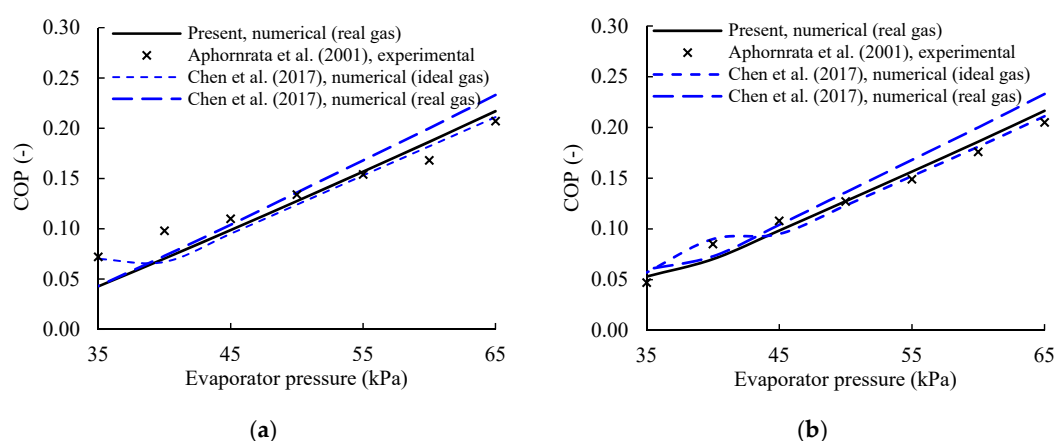 0.30
0.25
0.20
0.15
0.10
0.05
0.00
COP (-)
Present, numerical (real gas)
Aphornrata et al. (2001), experimental
Chen et al. (2017), numerical (ideal gas)
Chen et al. (2017), numerical (real gas)
35
45
55
65
Evaporator pressure (kPa)
(a)
0.30
0.25
0.20
0.15
0.10
0.05
0.00
COP (-)
Present, numerical (real gas)
Aphornrata et al. (2001), experimental
Chen et al. (2017), numerical (ideal gas)
Chen et al. (2017), numerical (real gas)
35
45
55
65
Evaporator pressure (kPa)
(b)